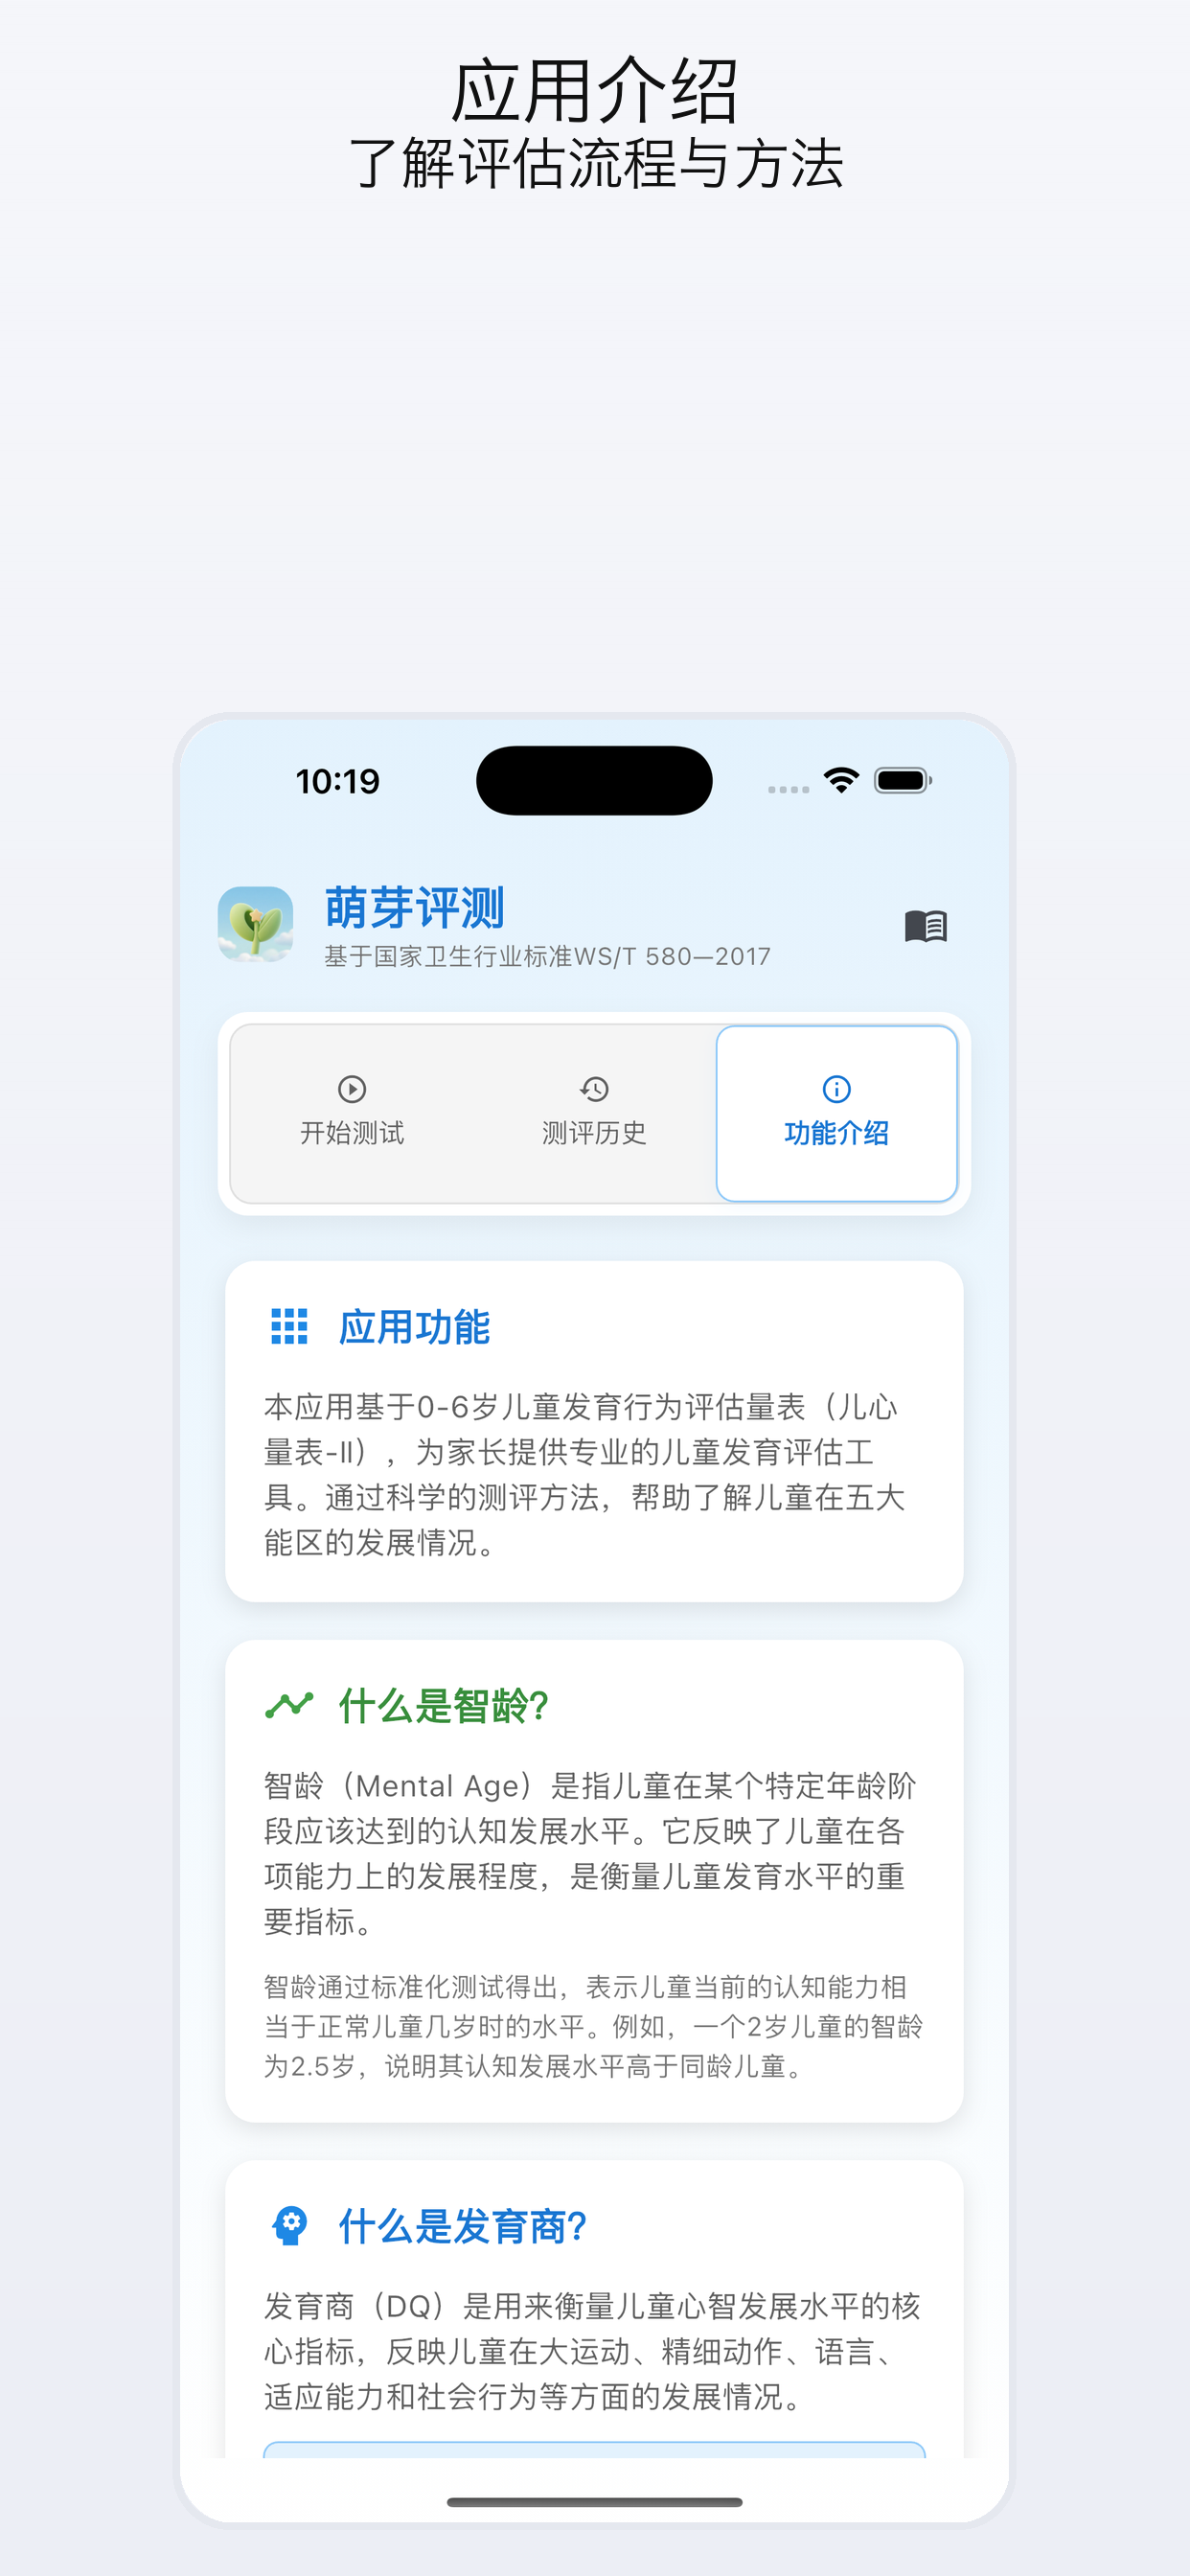 应用介绍
了解评估流程与方法
10:19
萌芽评测
基于国家卫生行业标准WS/T 580—2017
开始测试
测评历史
功能介绍
应用功能
本应用基于0-6岁儿童发育行为评估量表（儿心
量表-II），为家长提供专业的儿童发育评估工
具。通过科学的测评方法，帮助了解儿童在五大
能区的发展情况。
什么是智龄?
智龄（Mental Age）是指儿童在某个特定年龄阶
段应该达到的认知发展水平。它反映了儿童在各
项能力上的发展程度，是衡量儿童发育水平的重
要指标。
智龄通过标准化测试得出，表示儿童当前的认知能力相
当于正常儿童几岁时的水平。例如，一个2岁儿童的智龄
为2.5岁，说明其认知发展水平高于同龄儿童。
什么是发育商?
发育商（DQ）是用来衡量儿童心智发展水平的核
心指标，反映儿童在大运动、精细动作、语言、
适应能力和社会行为等方面的发展情况。